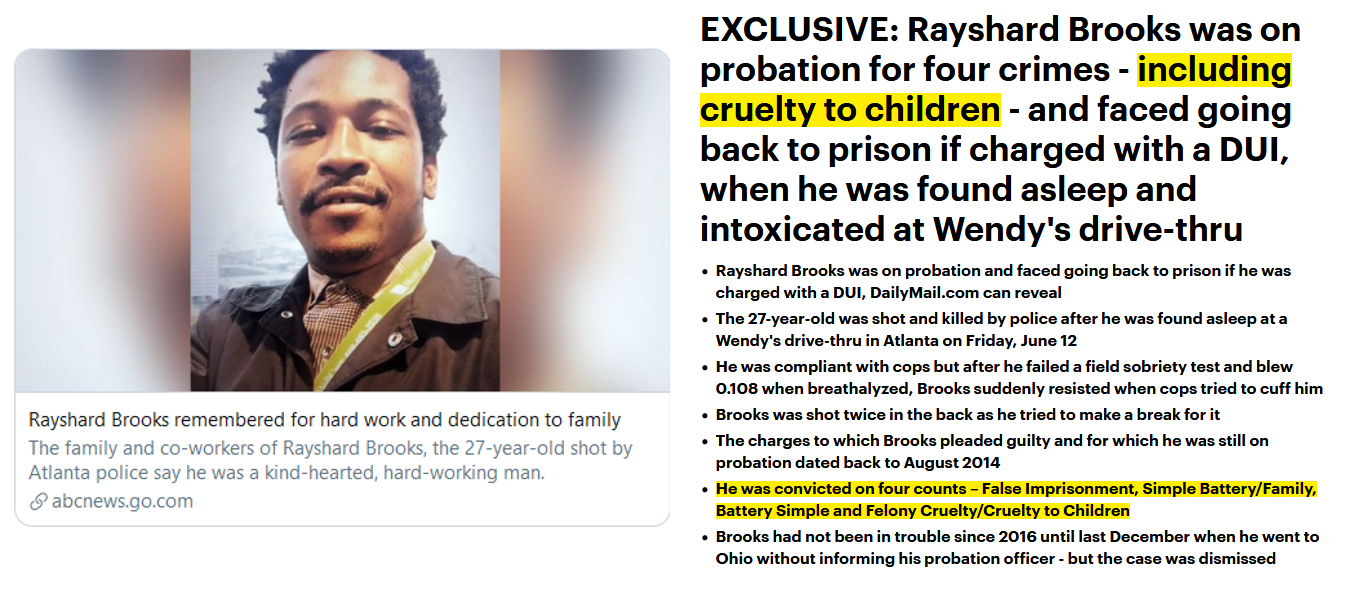 Rayshard Brooks remembered for hard work and dedication to family
The family and co-workers of Rayshard Brooks, the 27-year-old shot by
Atlanta police say he was a kind-hearted, hard-working man.
abcnews.go.com
EXCLUSIVE: Rayshard Brooks was on
probation for four crimes - including
cruelty to children - and faced going
back to prison if charged with a DUI,
when he was found asleep and
intoxicated at Wendy's drive-thru
• Rayshard Brooks was on probation and faced going back to prison if he was
charged with a DUI, DailyMail.com can reveal
• The 27-year-old was shot and killed by police after he was found asleep at a
Wendy's drive-thru in Atlanta on Friday, June 12
• He was compliant with cops but after he failed a field sobriety test and blew
0.108 when breathalyzed, Brooks suddenly resisted when cops tried to cuff him
• Brooks was shot twice in the back as he tried to make a break for it
• The charges to which Brooks pleaded guilty and for which he was still on
probation dated back to August 2014
• He was convicted on four counts – False Imprisonment, Simple Battery/Family,
Battery Simple and Felony Cruelty/Cruelty to Children
• Brooks had not been in trouble since 2016 until last December when he went to
Ohio without informing his probation officer - but the case was dismissed